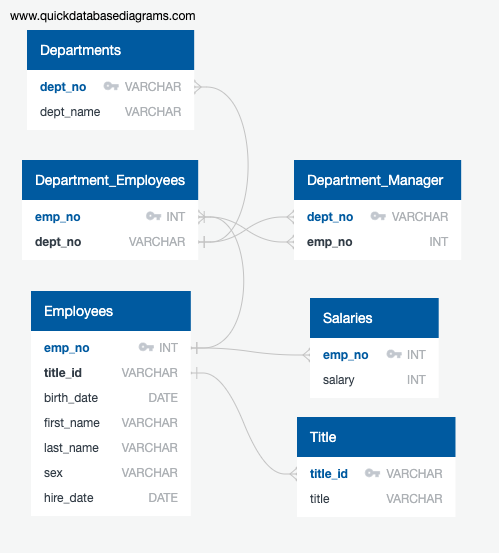 www.quickdatabasediagrams.com
Departments
dept_no VARCHAR
dept_name VARCHAR
Department_Employees
emp_no INT
dept_no VARCHAR
Department_Manager
dept_no VARCHAR
emp_no INT
Employees
emp_no INT
title_id VARCHAR
birth_date DATE
first_name VARCHAR
last_name VARCHAR
sex VARCHAR
hire_date DATE
Salaries
emp_no INT
salary INT
Title
title_id VARCHAR
title VARCHAR